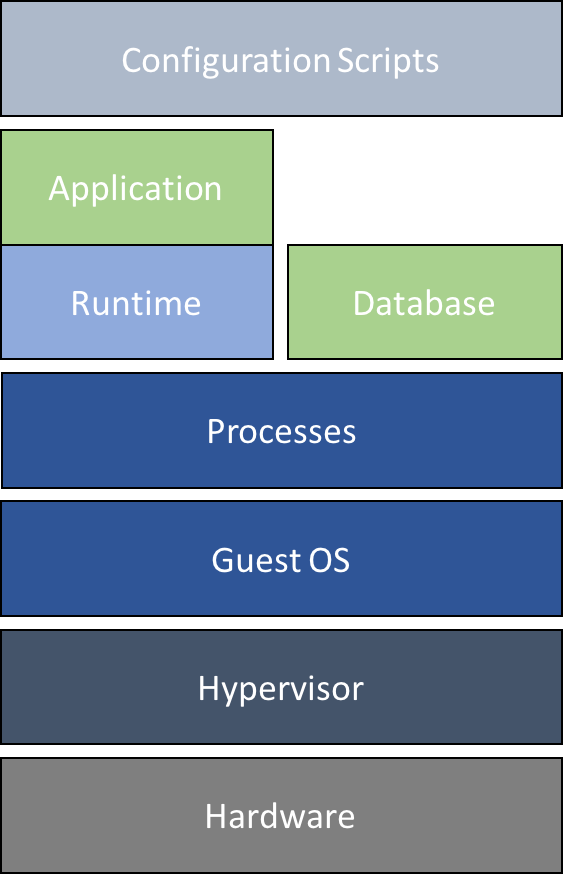 Configuration Scripts
Application
Runtime
Database
Processes
Guest OS
Hypervisor
Hardware